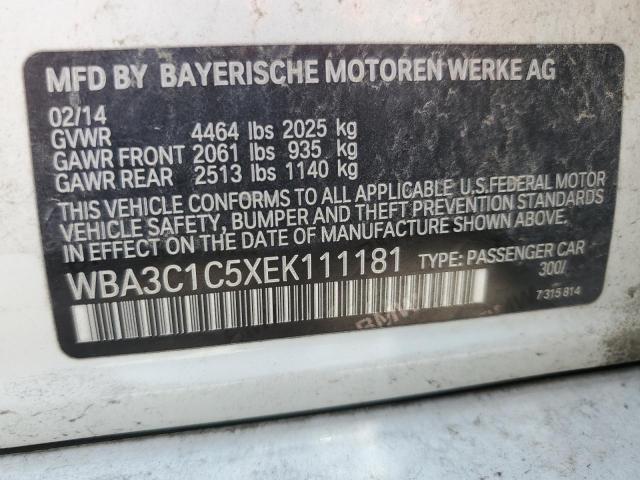 MFD BY BAYERISCHE MOTOREN WERKE AG
02/14
GVWR 4464 lbs 2025 kg
GAWR FRONT 2061 lbs 935 kg
GAWR REAR 2513 lbs 1140 kg
THIS VEHICLE CONFORMS TO ALL APPLICABLE U.S.FEDERAL MOTOR
VEHICLE SAFETY, BUMPER AND THEFT PREVENTION STANDARDS
IN EFFECT ON THE DATE OF MANUFACTURE SHOWN ABOVE.
WBA3C1C5XEK111181 TYPE: PASSENGER CAR
300/
7 315 814
BMW